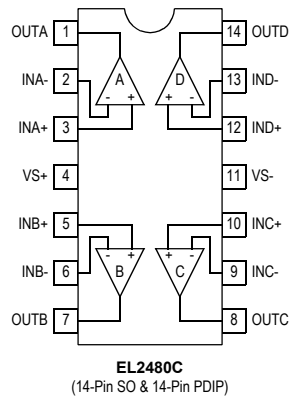 OUTA 1 14 OUTD
A D
INA- 2 - + + - 13 IND-
INA+ 3 12 IND+
VS+ 4 11 VS-
INB+ 5 10 INC+
- + + -
INB- 6 9 INC-
B C
OUTB 7 8 OUTC
EL2480C
(14-Pin SO & 14-Pin PDIP)